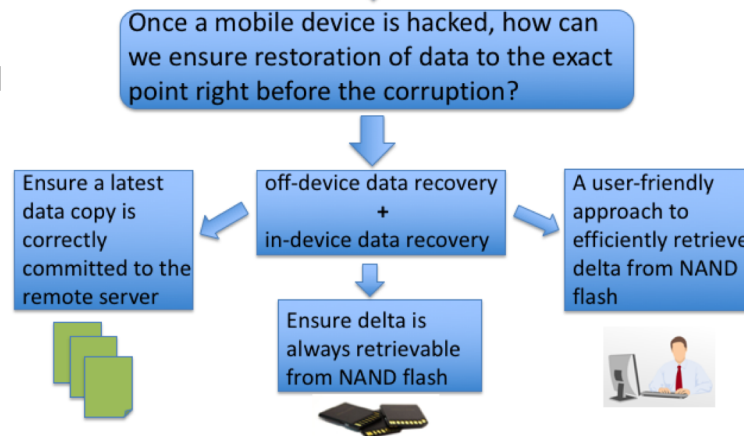 Once a mobile device is hacked, how can
we ensure restoration of data to the exact
point right before the corruption?
Ensure a latest
data copy is
correctly
committed to the
remote server
off-device data recovery
+
in-device data recovery
A user-friendly
approach to
efficiently retrieve
delta from NAND
flash
Ensure delta is
always retrievable
from NAND flash